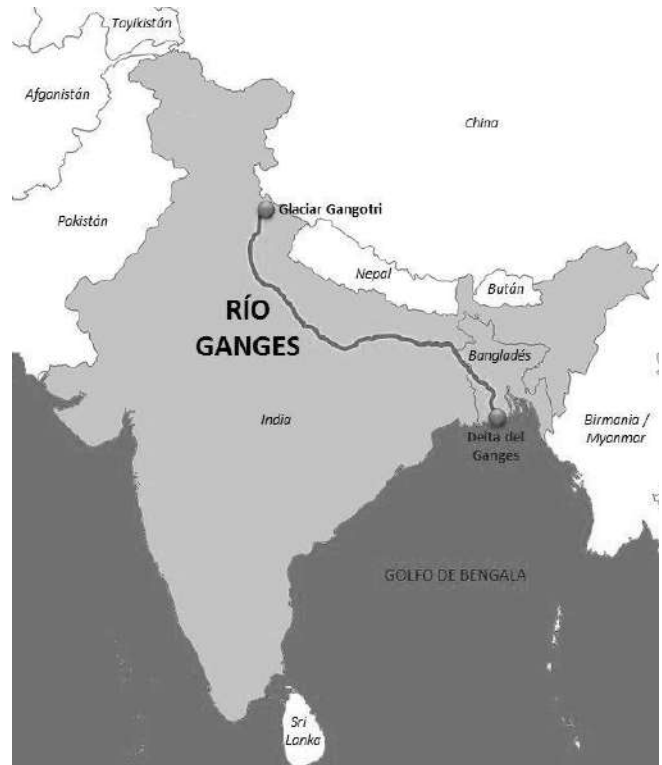 Tayikistán
Afganistán
China
Glaciar Gangotri
Pakistán
Nepal
Bután
RÍO
GANGES
Bangladés
India
Birmania /
Myanmar
Delta del
Ganges
GOLFO DE BENGALA
Sri
Lanka